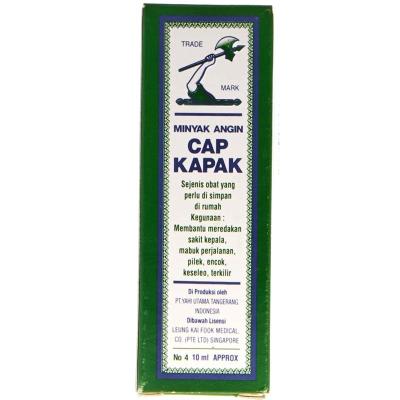 TRADE
MARK
MINYAK ANGIN
CAP
KAPAK
Sejenis obat yang
perlu di simpan
di rumah
Kegunaan :
Membantu meredakan
sakit kepala,
mabuk perjalanan,
pilek, encok,
keseleo, terkilir
Di Produksi oleh
PT.YAHI UTAMA TANGERANG
INDONESIA
Dibawah Lisensi
LEUNG KAI FOOK MEDICAL
CO. (PTE LTD) SINGAPORE
No 4 10 ml APPROX